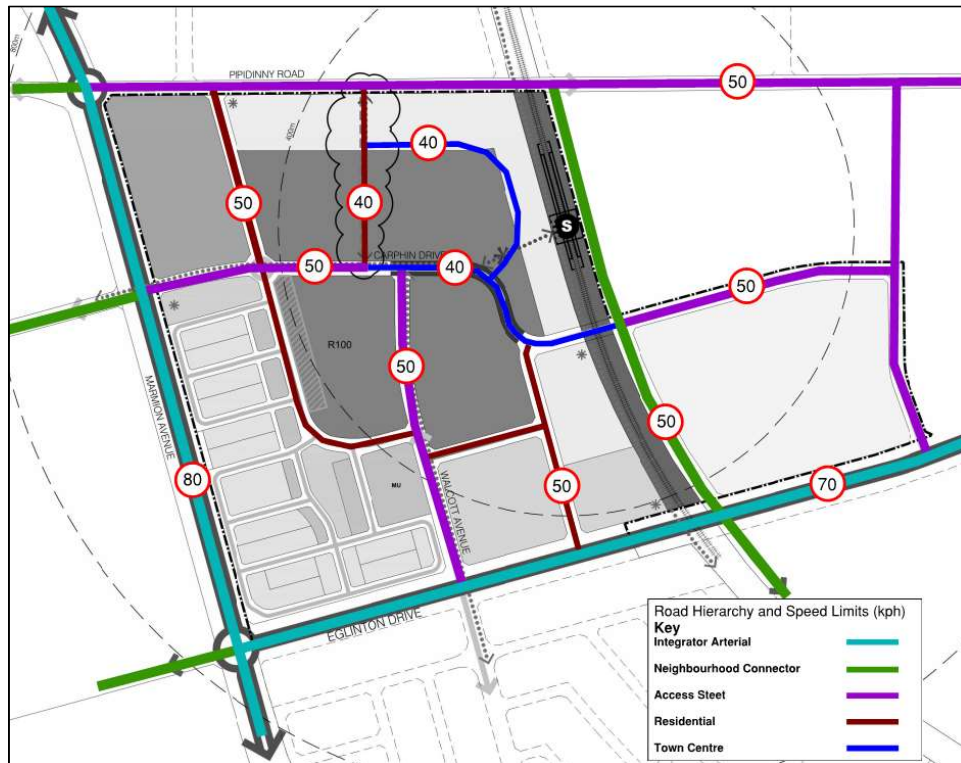 800m
PIPIDINNY ROAD
50
400m
40
50
40
S
CARPHIN DRIVE
50
40
50
R100
50
MARMION AVENUE
50
80
MU
WALCOTT AVENUE
50
70
EGLINTON DRIVE
Road Hierarchy and Speed Limits (kph)
Key
Integrator Arterial
Neighbourhood Connector
Access Steet
Residential
Town Centre